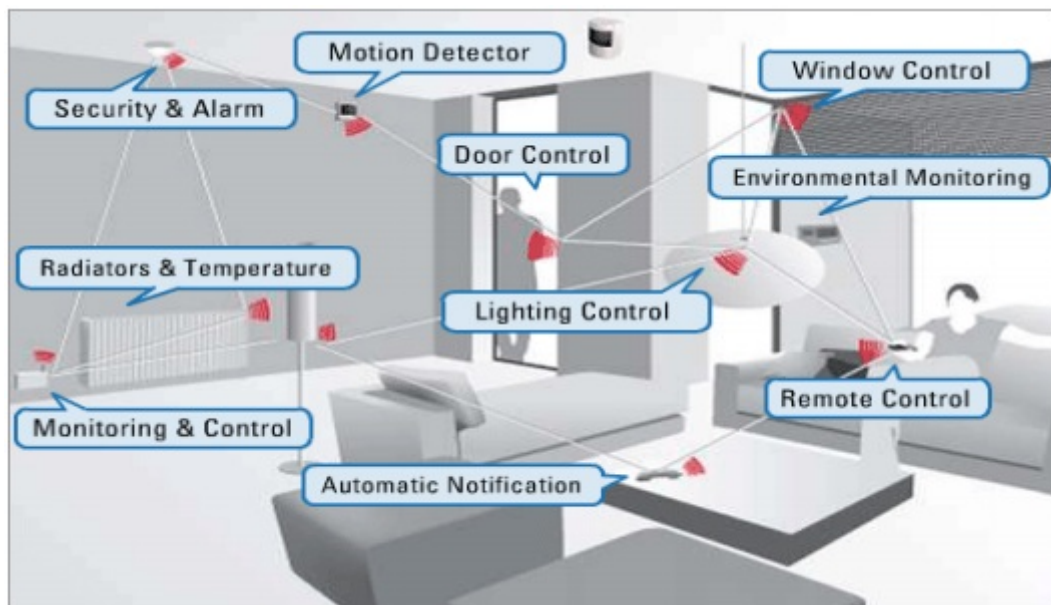 Motion Detector
Window Control
Security & Alarm
Door Control
Environmental Monitoring
Radiators & Temperature
Lighting Control
Remote Control
Monitoring & Control
Automatic Notification